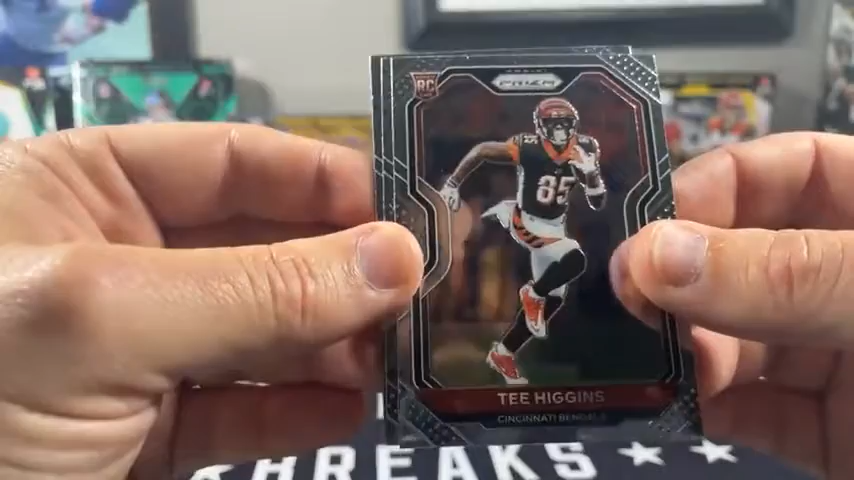 RC
PRIZM
85
TEE HIGGINS
CINCINNATI BENGALS
BREAKS